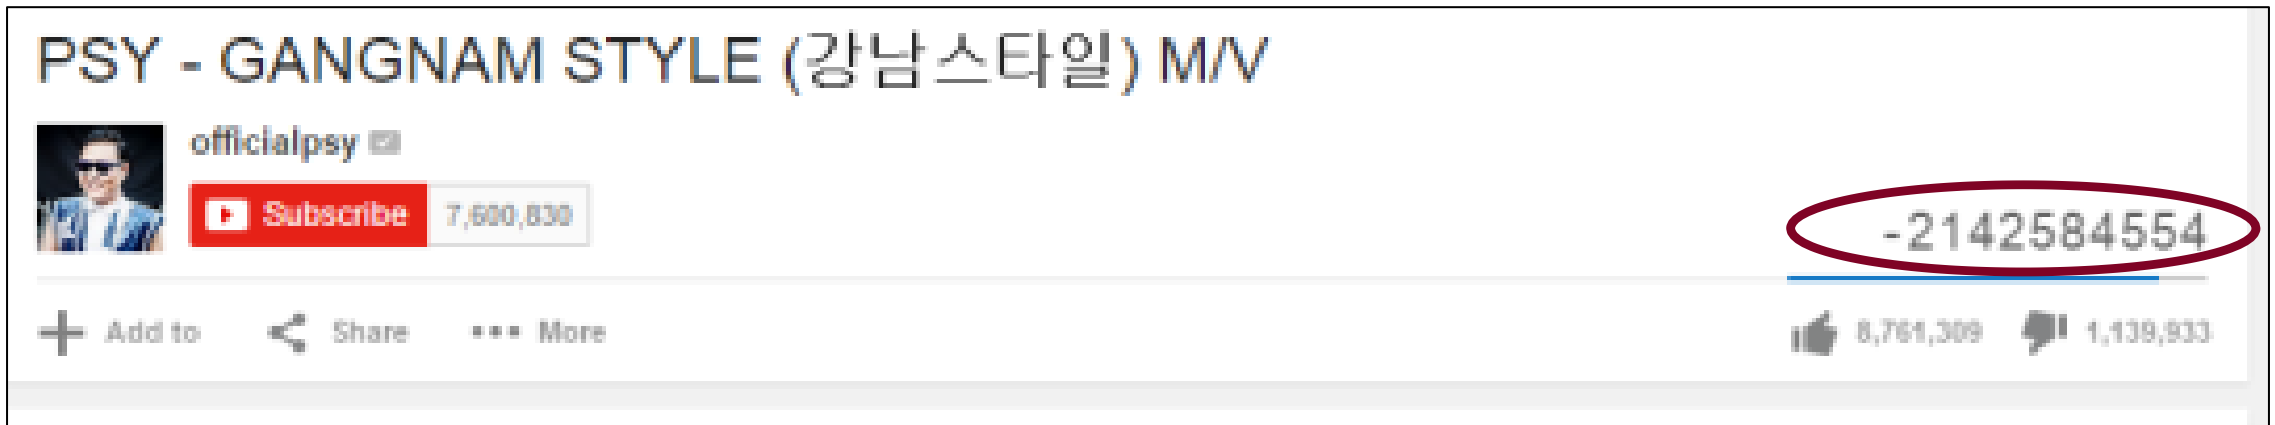 PSY - GANGNAM STYLE (강남스타일) M/V
officialpsy
Subscribe 7,600,830
-2142584554
Add to Share More 8,761,309 1,139,933